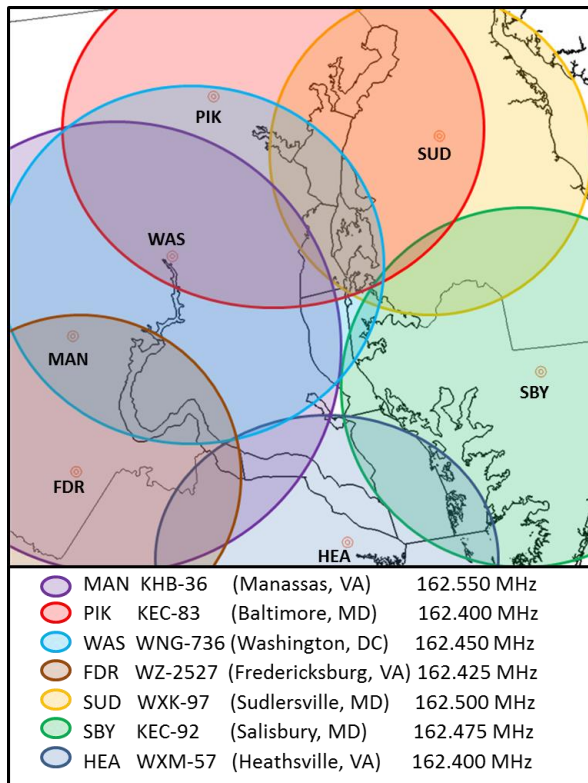 PIK
SUD
WAS
MAN
SBY
FDR
HEA
MAN KHB-36 (Manassas, VA) 162.550 MHz
PIK KEC-83 (Baltimore, MD) 162.400 MHz
WAS WNG-736 (Washington, DC) 162.450 MHz
FDR WZ-2527 (Fredericksburg, VA) 162.425 MHz
SUD WXK-97 (Sudlersville, MD) 162.500 MHz
SBY KEC-92 (Salisbury, MD) 162.475 MHz
HEA WXM-57 (Heathsville, VA) 162.400 MHz